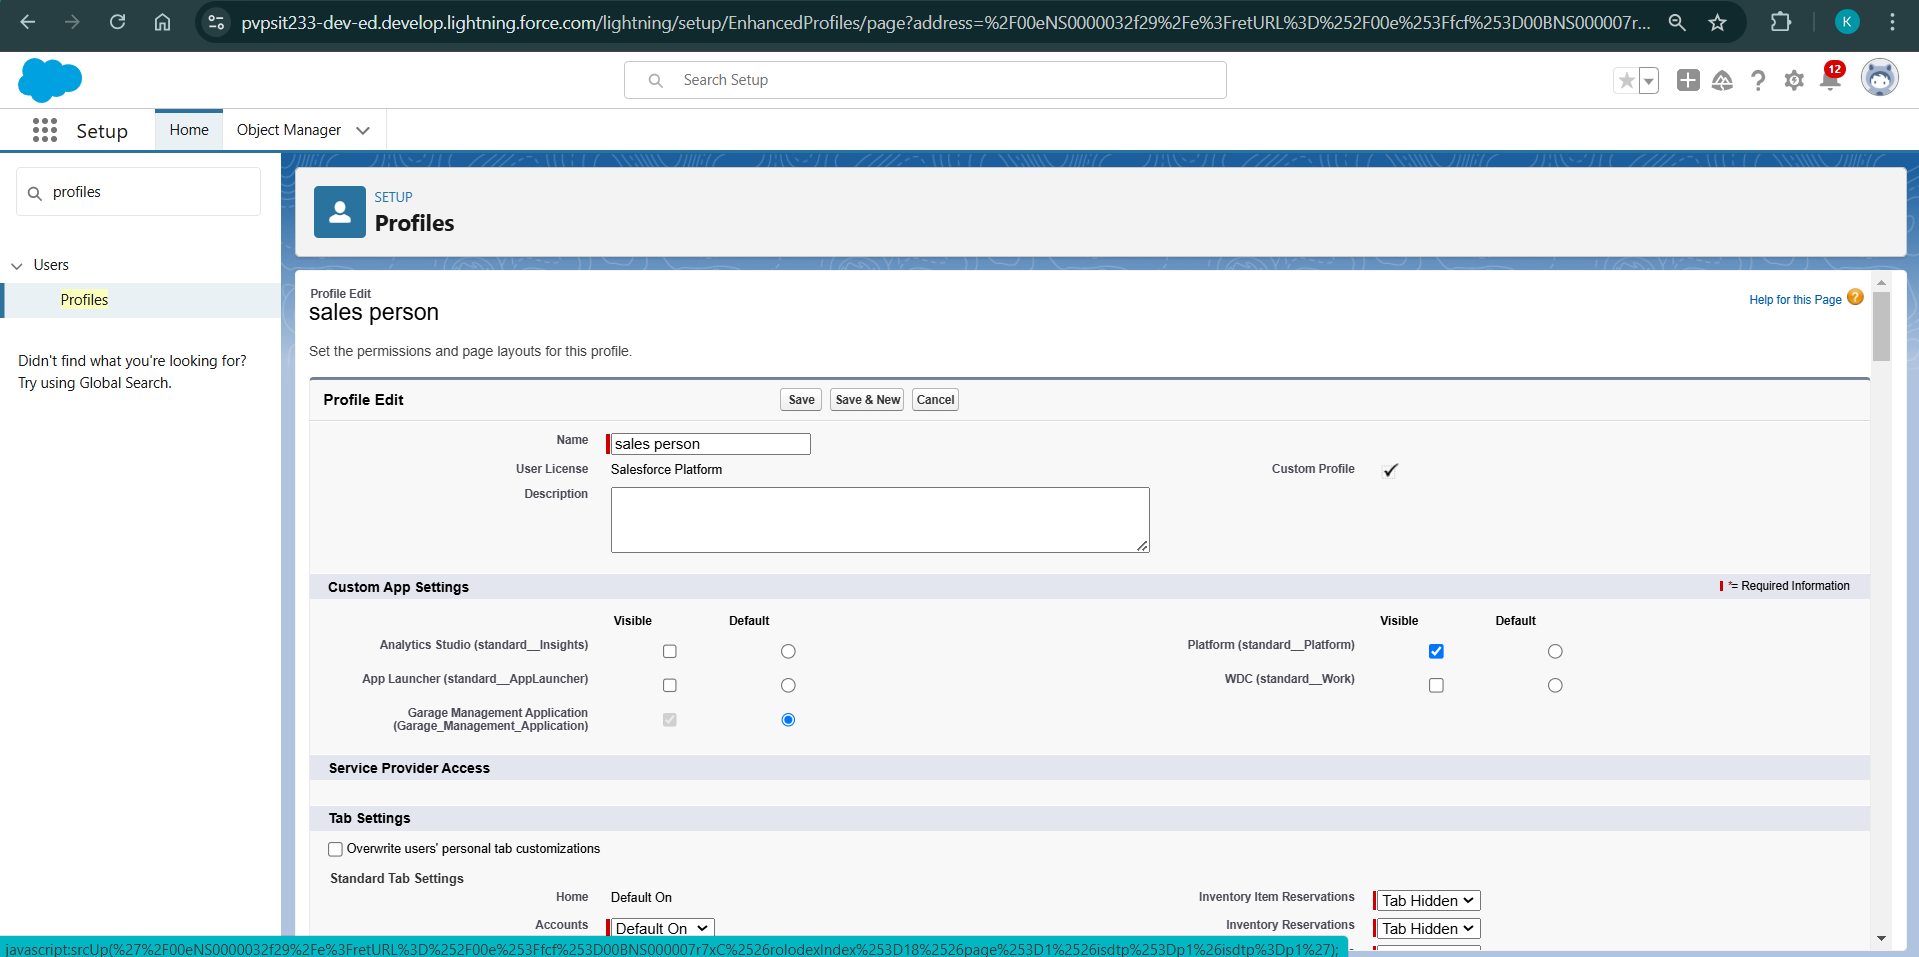 pvpsit233-dev-ed.develop.lightning.force.com/lightning/setup/EnhancedProfiles/page?address=%2F00eNS0000032f29%2Fe%3FretURL%3D%252F00e%253Ffcf%253D00BNS000007r...
K
Search Setup
12
Setup
Home
Object Manager
profiles
Users
Profiles
Didn't find what you're looking for?
Try using Global Search.
SETUP
Profiles
Profile Edit
sales person
Help for this Page ?
Set the permissions and page layouts for this profile.
Profile Edit
Save
Save & New
Cancel
Name
sales person
User License
Salesforce Platform
Custom Profile
Description
Custom App Settings
*= Required Information
Visible
Default
Visible
Default
Analytics Studio (standard__Insights)
Platform (standard__Platform)
App Launcher (standard__AppLauncher)
WDC (standard__Work)
Garage Management Application
(Garage_Management_Application)
Service Provider Access
Tab Settings
Overwrite users' personal tab customizations
Standard Tab Settings
Home
Default On
Inventory Item Reservations
Tab Hidden
Accounts
Default On
Inventory Reservations
Tab Hidden
javascript:srcUp(%27%2F00eNS0000032f29%2Fe%3FretURL%3D%252F00e%253Ffcf%253D00BNS000007r7xC%2526rolodexIndex%253D18%2526page%253D1%2526isdtp%253Dp1%26isdtp%3Dp1%27);